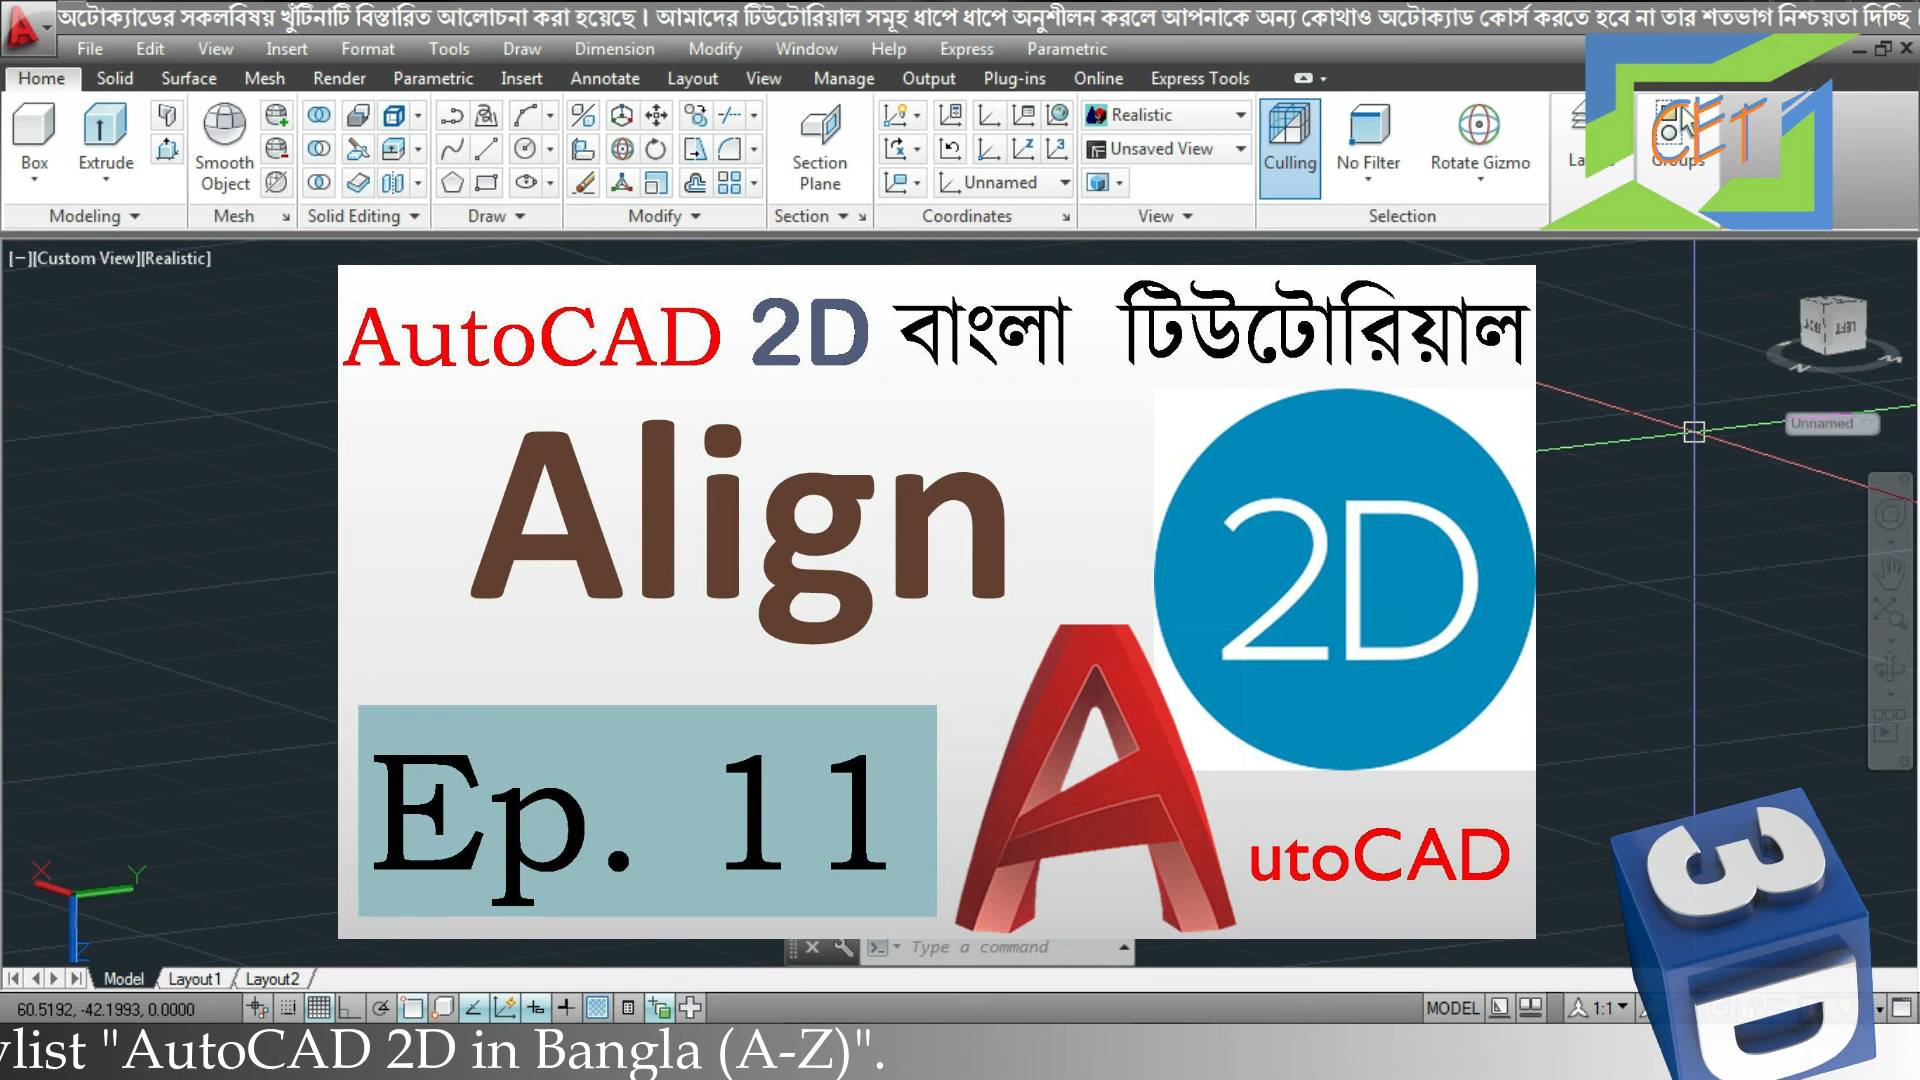 অটোক্যাডের সকলবিষয় খুঁটিনাটি বিস্তারিত আলোচনা করা হয়েছে। আমাদের টিউটোরিয়াল সমূহ ধাপে ধাপে অনুশীলন করলে আপনাকে অন্য কোথাও অটোক্যাড কোর্স করতে হবে না তার শতভাগ নিশ্চয়তা দিচ্ছি
File Edit View Insert Format Tools Draw Dimension Modify Window Help Express Parametric
Home Solid Surface Mesh Render Parametric Insert Annotate Layout View Manage Output Plug-ins Online Express Tools
Realistic
Unsaved View
Box Extrude Smooth Object Section Plane Culling No Filter Rotate Gizmo Groups
Unnamed
CET
Modeling Mesh Solid Editing Draw Modify Section Coordinates View Selection
[−][Custom View][Realistic]
AutoCAD 2D বাংলা টিউটোরিয়াল
LEFT
N
Unnamed
Align
2D
Ep. 11
utoCAD
X Y Z
3D
Type a command
Model Layout1 Layout2
60.5192, -42.1993, 0.0000 MODEL 1:1
ylist "AutoCAD 2D in Bangla (A-Z)".